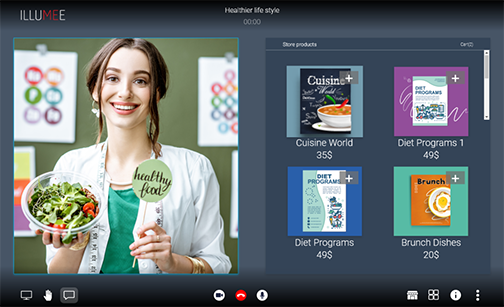 ILLUMEE
Healthier life style
00:00
Store products
Cart(2)
healthy
food
Cuisine
World
Cuisine World
35$
DIET
PROGRAMS
Diet Programs 1
49$
DIET
PROGRAMS
Diet Programs
49$
Brunch
Brunch Dishes
20$